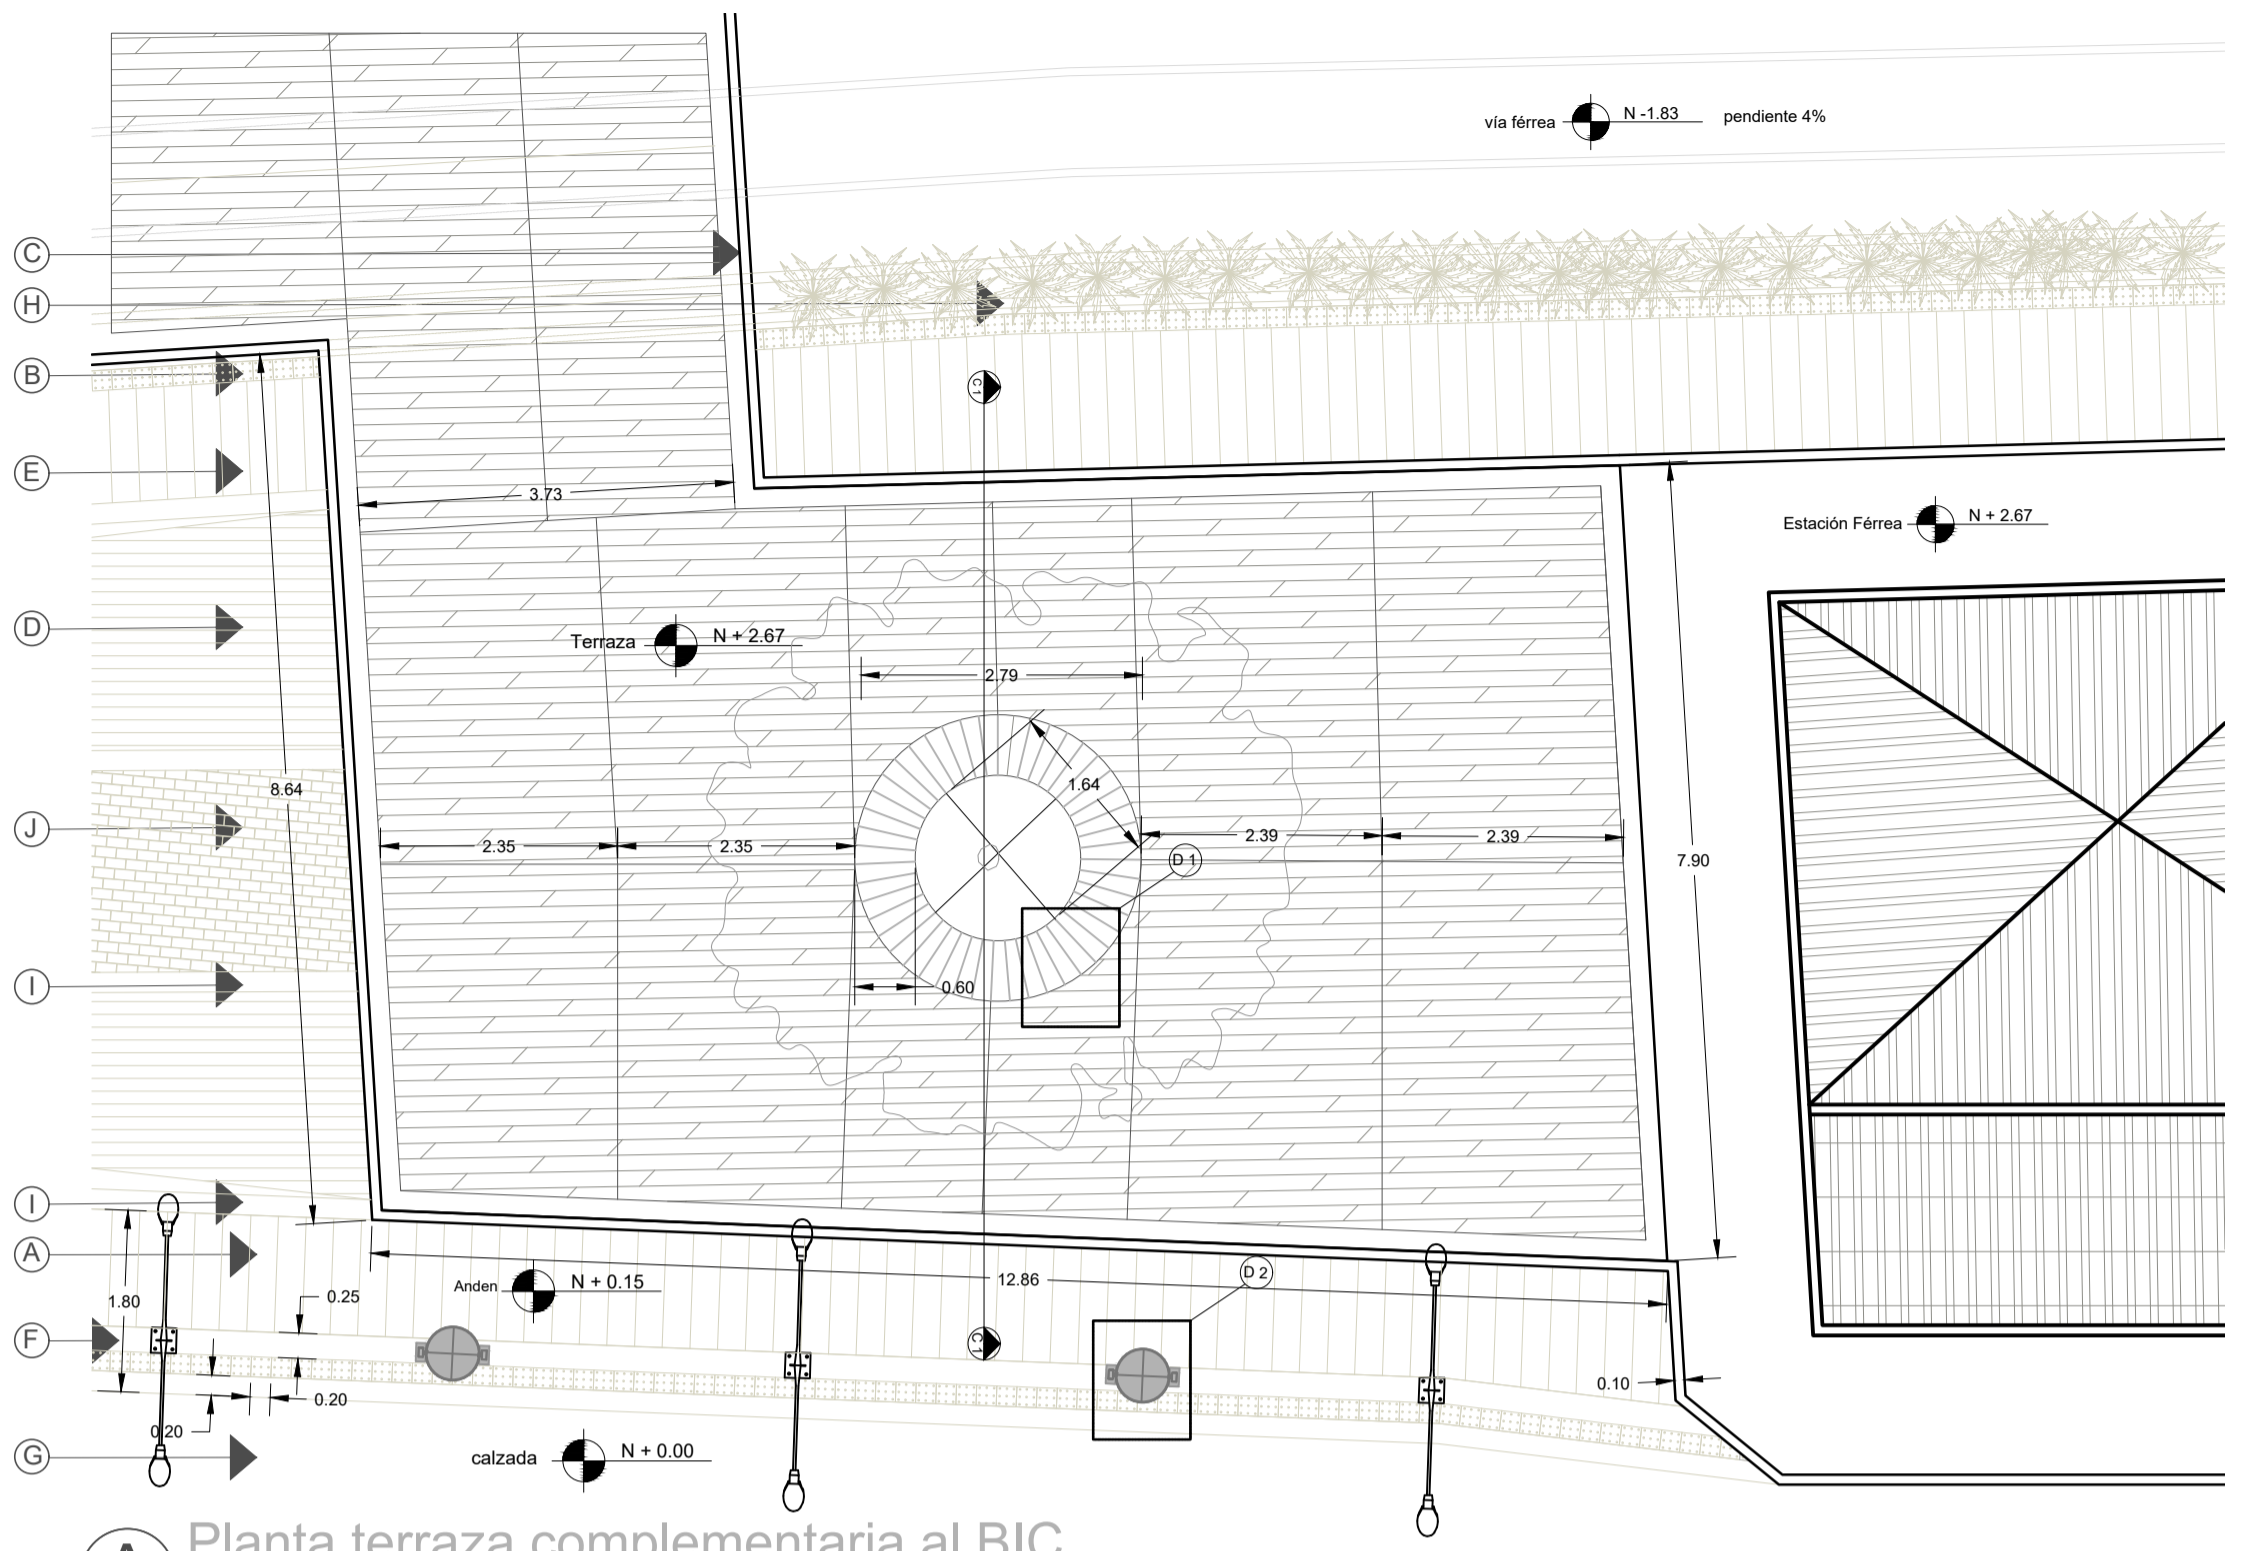 vía férrea N -1.83 pendiente 4%
C
H
B
C 1
E
3.73
Estación Férrea N + 2.67
D
Terraza N + 2.67
2.79
8.64
1.64
J
2.35
2.35
2.39
2.39
D 1
7.90
I
0.60
I
A
Anden N + 0.15
12.86
D 2
1.80
0.25
F
C1
0.10
0.20
0.20
G
calzada N + 0.00
A
Planta terraza complementaria al BIC